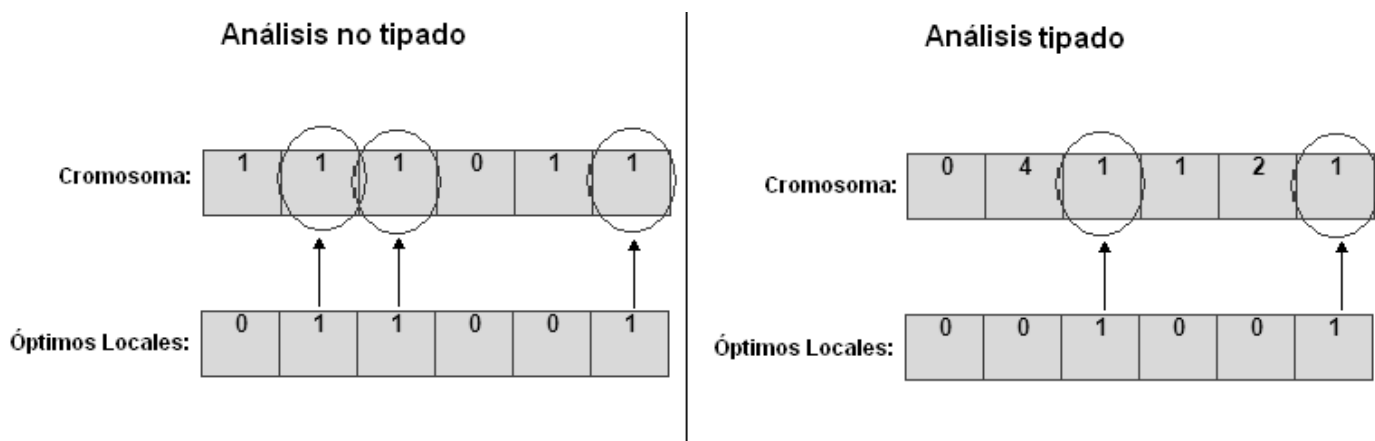 Análisis no tipado
Cromosoma: 1 1 1 0 1 1
Óptimos Locales: 0 1 1 0 0 1
Análisis tipado
Cromosoma: 0 4 1 1 2 1
Óptimos Locales: 0 0 1 0 0 1